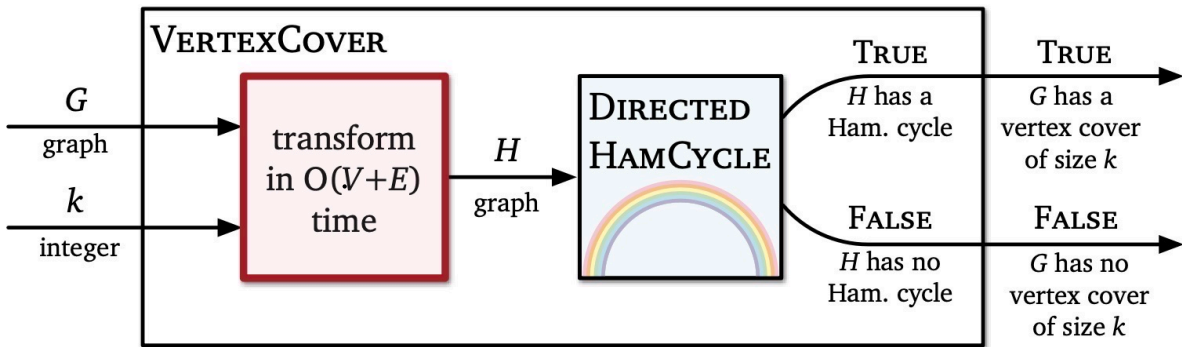 VERTEXCOVER
G
graph
k
integer
transform
in O(V+E)
time
H
graph
DIRECTED
HAMCYCLE
TRUE
H has a
Ham. cycle
FALSE
H has no
Ham. cycle
TRUE
G has a
vertex cover
of size k
FALSE
G has no
vertex cover
of size k